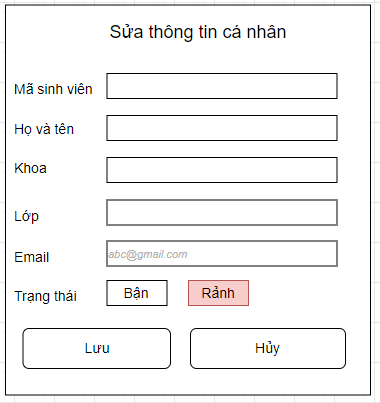 Sửa thông tin cá nhân
Mã sinh viên
Họ và tên
Khoa
Lớp
Email abc@gmail.com
Trạng thái Bận Rảnh
Lưu Hủy